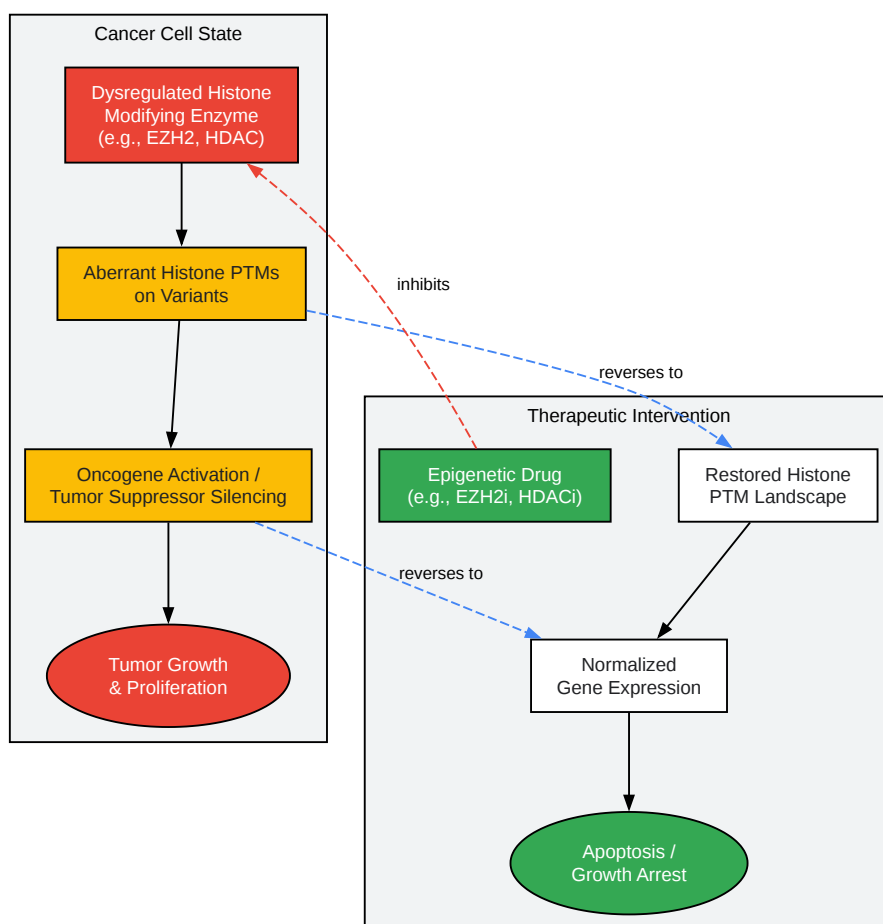 Cancer Cell State
Dysregulated Histone
Modifying Enzyme
(e.g., EZH2, HDAC)
Aberrant Histone PTMs
on Variants
Oncogene Activation /
Tumor Suppressor Silencing
Tumor Growth
& Proliferation
inhibits
reverses to
reverses to
Therapeutic Intervention
Epigenetic Drug
(e.g., EZH2i, HDACi)
Restored Histone
PTM Landscape
Normalized
Gene Expression
Apoptosis /
Growth Arrest